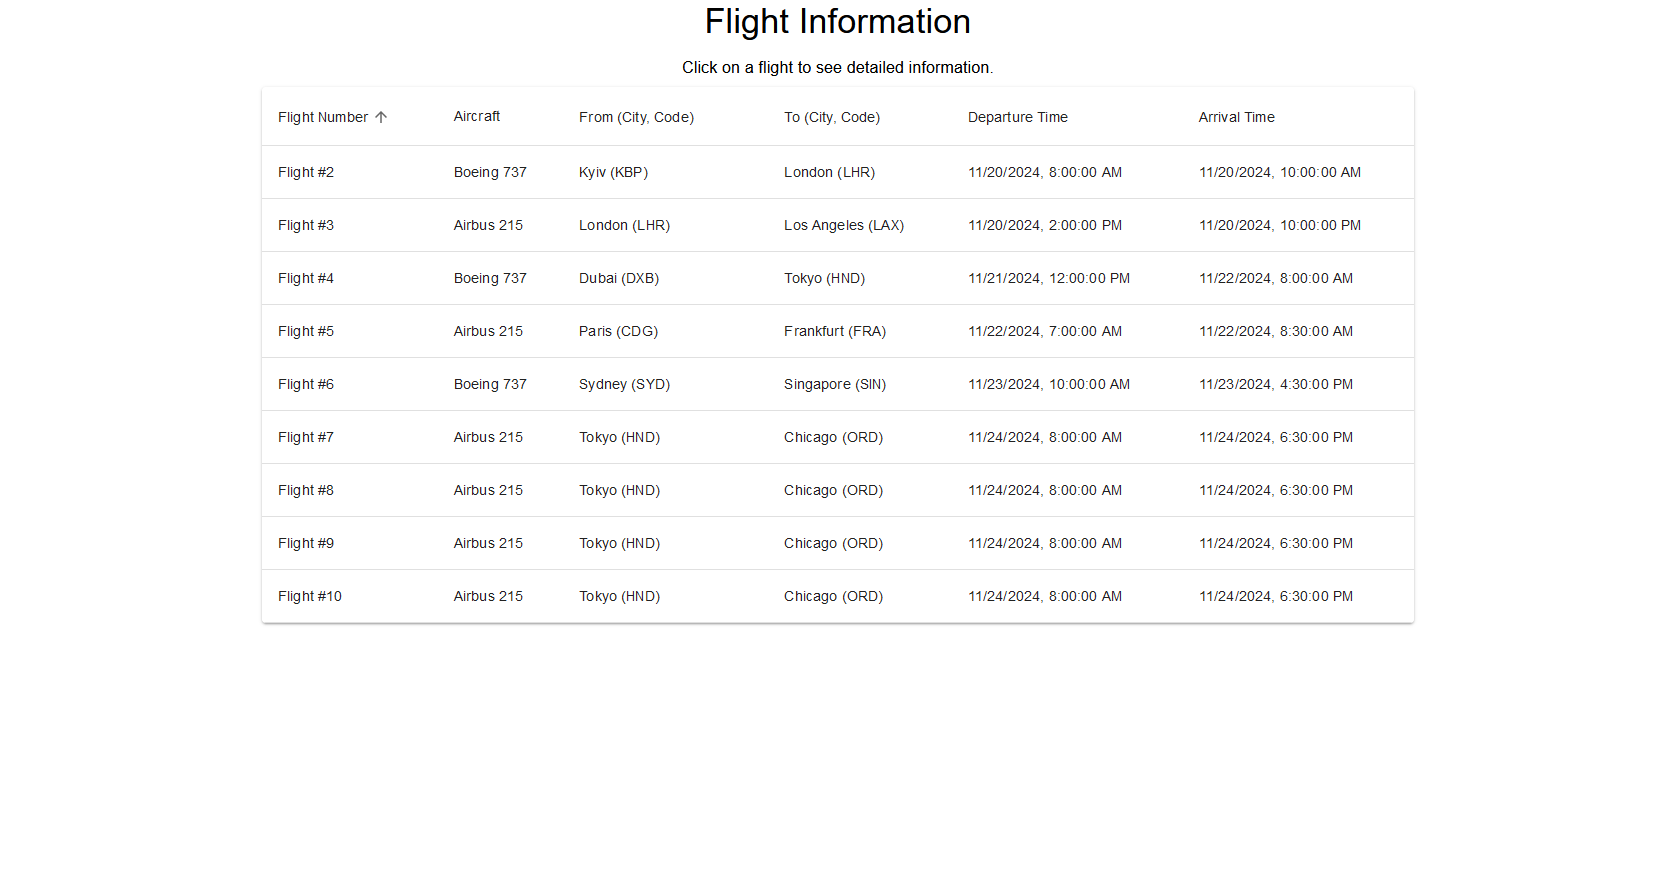 Flight Information
Click on a flight to see detailed information.
Flight Number Aircraft From (City, Code) To (City, Code) Departure Time Arrival Time
Flight #2 Boeing 737 Kyiv (KBP) London (LHR) 11/20/2024, 8:00:00 AM 11/20/2024, 10:00:00 AM
Flight #3 Airbus 215 London (LHR) Los Angeles (LAX) 11/20/2024, 2:00:00 PM 11/20/2024, 10:00:00 PM
Flight #4 Boeing 737 Dubai (DXB) Tokyo (HND) 11/21/2024, 12:00:00 PM 11/22/2024, 8:00:00 AM
Flight #5 Airbus 215 Paris (CDG) Frankfurt (FRA) 11/22/2024, 7:00:00 AM 11/22/2024, 8:30:00 AM
Flight #6 Boeing 737 Sydney (SYD) Singapore (SIN) 11/23/2024, 10:00:00 AM 11/23/2024, 4:30:00 PM
Flight #7 Airbus 215 Tokyo (HND) Chicago (ORD) 11/24/2024, 8:00:00 AM 11/24/2024, 6:30:00 PM
Flight #8 Airbus 215 Tokyo (HND) Chicago (ORD) 11/24/2024, 8:00:00 AM 11/24/2024, 6:30:00 PM
Flight #9 Airbus 215 Tokyo (HND) Chicago (ORD) 11/24/2024, 8:00:00 AM 11/24/2024, 6:30:00 PM
Flight #10 Airbus 215 Tokyo (HND) Chicago (ORD) 11/24/2024, 8:00:00 AM 11/24/2024, 6:30:00 PM